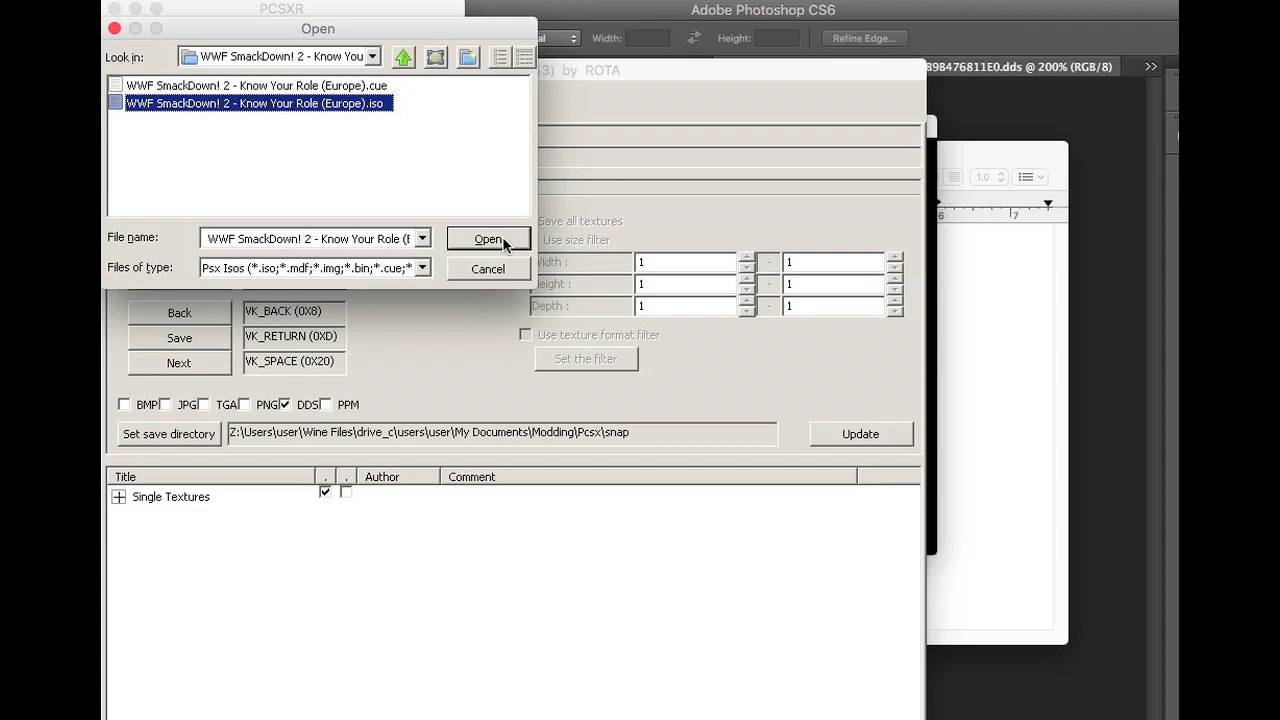 PCSXR
Adobe Photoshop CS6
Open
al
Width:
Height:
Refine Edge...
Look in:
WWF SmackDown! 2 - Know You
) by ROTA
898476811E0.dds @ 200% (RGB/8)
>>
WWF SmackDown! 2 - Know Your Role (Europe).cue
WWF SmackDown! 2 - Know Your Role (Europe).iso
1.0
6
7
File name:
WWF SmackDown! 2 - Know Your Role (E
Open
Save all textures
Use size filter
Files of type:
Psx Isos (*.iso;*.mdf;*.img;*.bin;*.cue;*
Cancel
Width :
1
-
1
Height :
1
-
1
Depth :
1
-
1
Back
VK_BACK (0X8)
Save
VK_RETURN (0XD)
Use texture format filter
Next
VK_SPACE (0X20)
Set the filter
BMP
JPG
TGA
PNG
DDS
PPM
Set save directory
Z:\Users\user\Wine Files\drive_c\users\user\My Documents\Modding\Pcsx\snap
Update
Title
.
.
Author
Comment
Single Textures